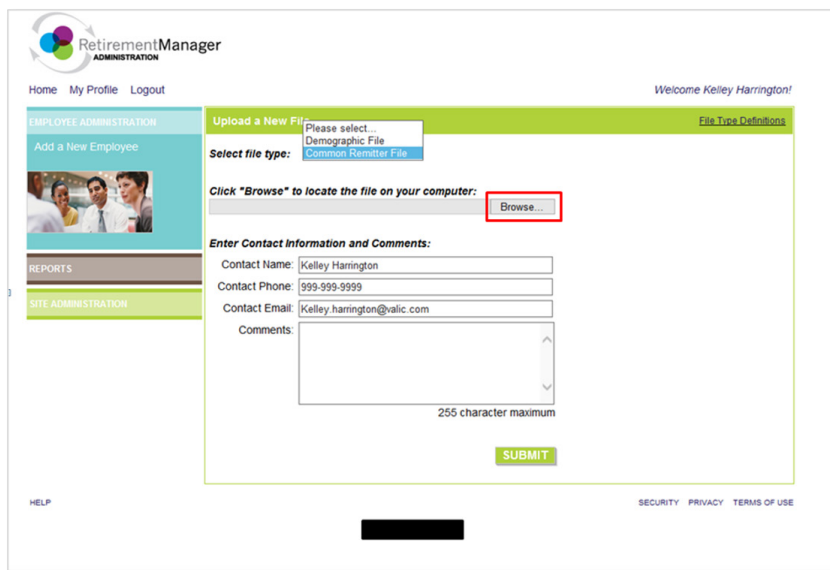 RetirementManager
ADMINISTRATION
Home My Profile Logout
Welcome Kelley Harrington!
EMPLOYEE ADMINISTRATION
Add a New Employee
REPORTS
SITE ADMINISTRATION
Upload a New Fi
File Type Definitions
Please select...
Demographic File
Select file type: Common Remitter File
Click "Browse" to locate the file on your computer:
Browse...
Enter Contact Information and Comments:
Contact Name: Kelley Harrington
Contact Phone: 999-999-9999
Contact Email: Kelley.harrington@valic.com
Comments:
255 character maximum
SUBMIT
HELP
SECURITY PRIVACY TERMS OF USE